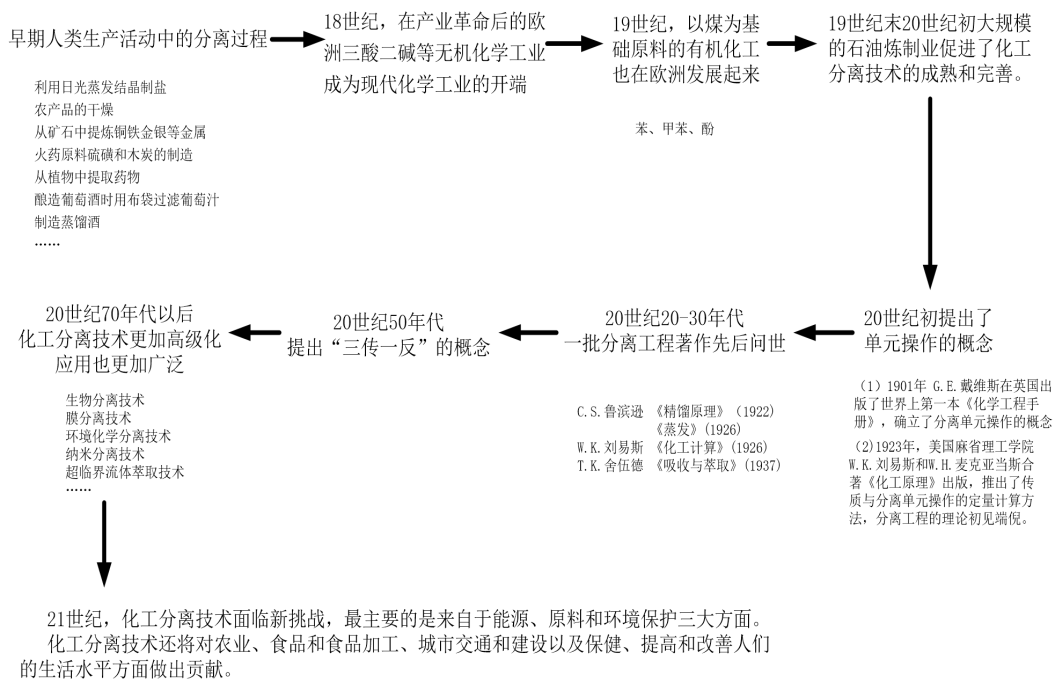 早期人类生产活动中的分离过程
利用日光蒸发结晶制盐
农产品的干燥
从矿石中提炼铜铁金银等金属
火药原料硫磺和木炭的制造
从植物中提取药物
酿造葡萄酒时用布袋过滤葡萄汁
制造蒸馏酒
……
18世纪，在产业革命后的欧
洲三酸二碱等无机化学工业
成为现代化学工业的开端
19世纪，以煤为基
础原料的有机化工
也在欧洲发展起来
苯、甲苯、酚
19世纪末20世纪初大规模
的石油炼制业促进了化工
分离技术的成熟和完善。
20世纪初提出了
单元操作的概念
（1）1901年 G.E.戴维斯在英国出
版了世界上第一本《化学工程手
册》，确立了分离单元操作的概念
（2)1923年，美国麻省理工学院
W.K.刘易斯和W.H.麦克亚当斯合
著《化工原理》出版，推出了传
质与分离单元操作的定量计算方
法，分离工程的理论初见端倪。
20世纪20-30年代
一批分离工程著作先后问世
C.S.鲁滨逊 《精馏原理》（1922)
《蒸发》(1926)
W.K.刘易斯 《化工计算》(1926)
T.K.舍伍德 《吸收与萃取》(1937)
20世纪50年代
提出“三传一反”的概念
20世纪70年代以后
化工分离技术更加高级化
应用也更加广泛
生物分离技术
膜分离技术
环境化学分离技术
纳米分离技术
超临界流体萃取技术
……
21世纪，化工分离技术面临新挑战，最主要的是来自于能源、原料和环境保护三大方面。
化工分离技术还将对农业、食品和食品加工、城市交通和建设以及保健、提高和改善人们
的生活水平方面做出贡献。